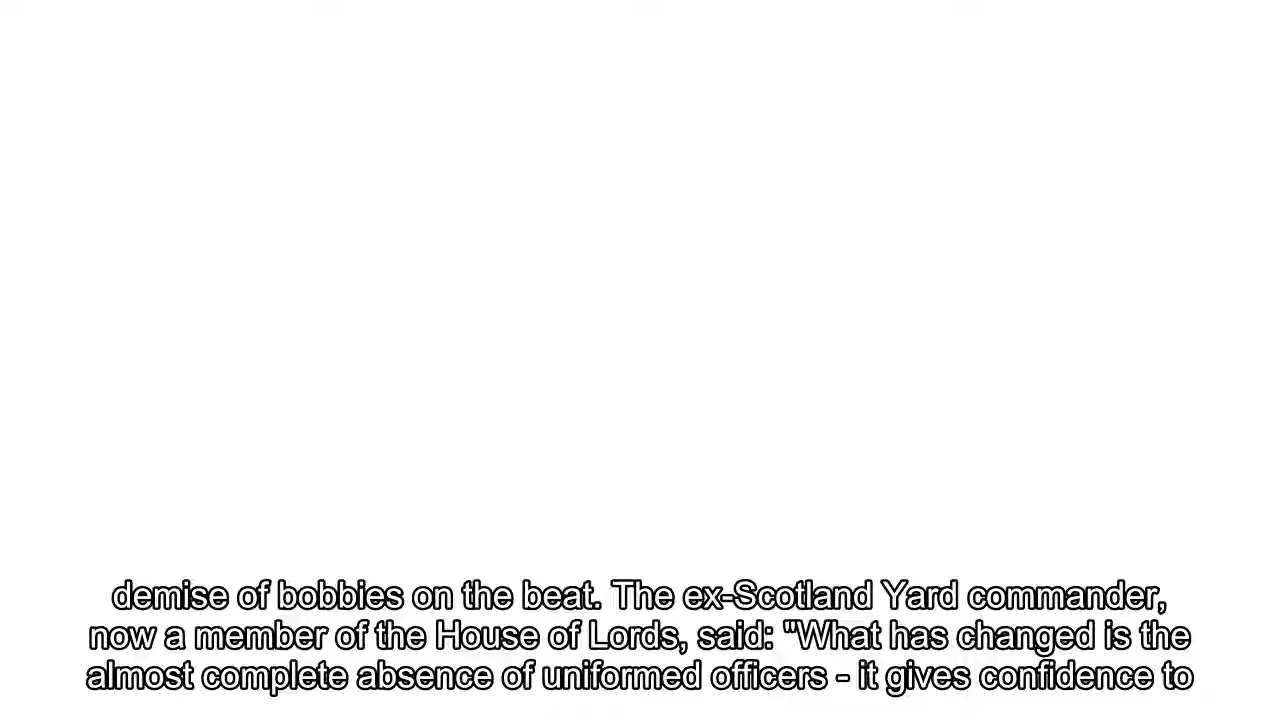 demise of bobbies on the beat. The ex-Scotland Yard commander,
now a member of the House of Lords, said: "What has changed is the
almost complete absence of uniformed officers - it gives confidence to